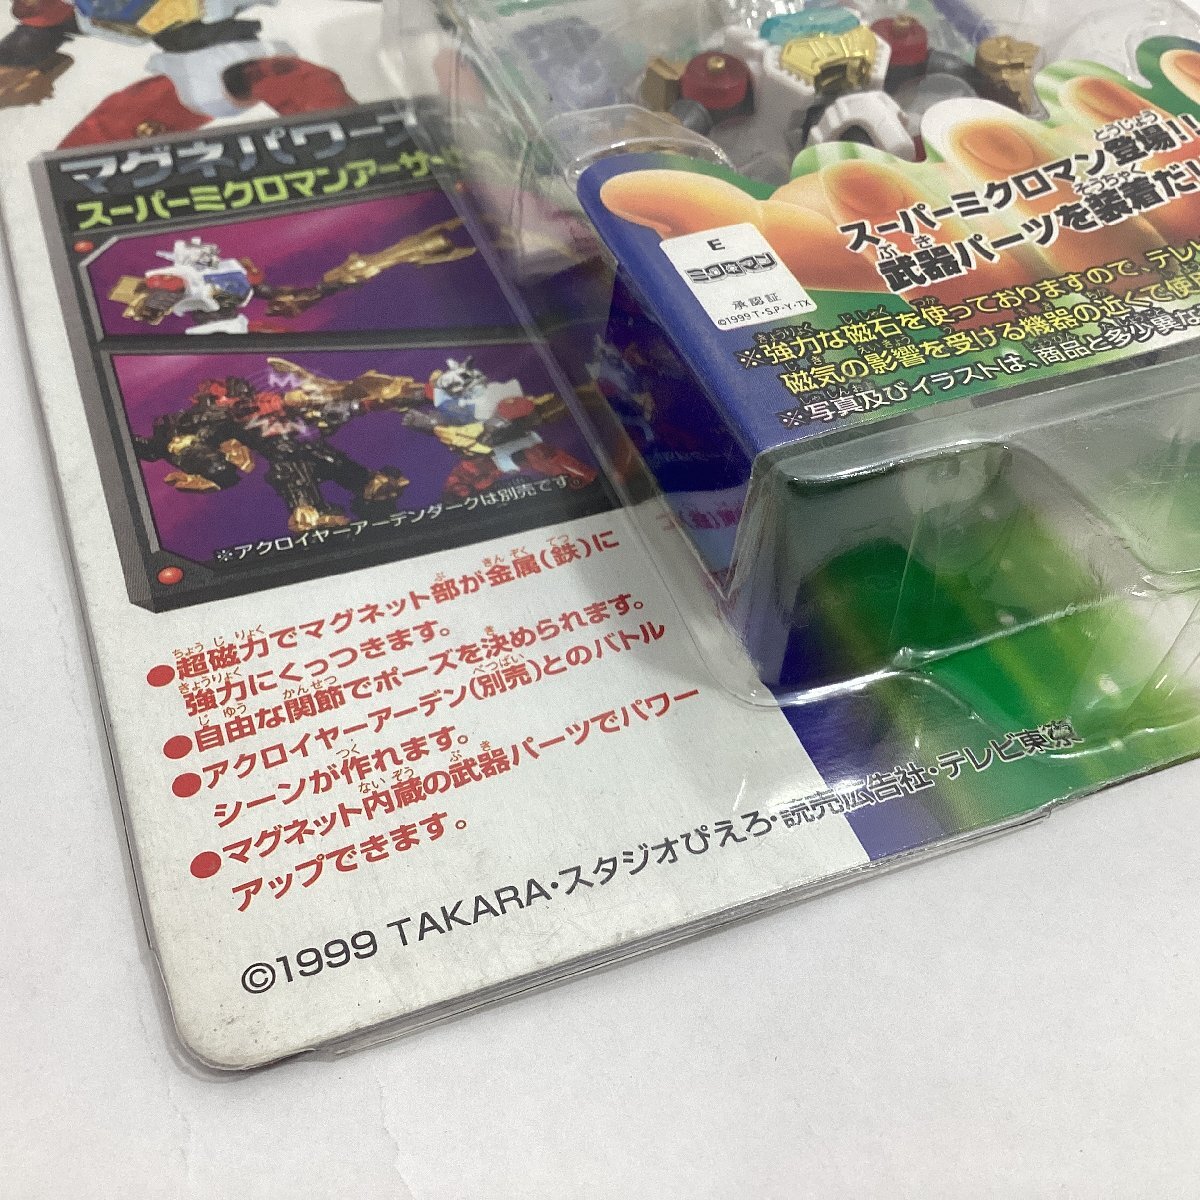 マグネパワーズ
スーパーミクロマンアーサー
※アクロイヤーアーデンダークは別売です。
●超磁力でマグネット部が金属(鉄)に
強力にくっつきます。
●自由な関節でポーズを決められます。
●アクロイヤーアーデン(別売)とのバトル
シーンが作れます。
●マグネット内蔵の武器パーツでパワー
アップできます。
©1999 TAKARA・スタジオぴえろ・読売広告社・テレビ東京
スーパーミクロマン登場!!
武器パーツを装着だ!
E
ミクロマン
承認証
©1999 T・S.P・Y・TX
※強力な磁石を使っておりますので、テレビ
磁気の影響を受ける機器の近くで使
※写真及びイラストは、商品と多少異な